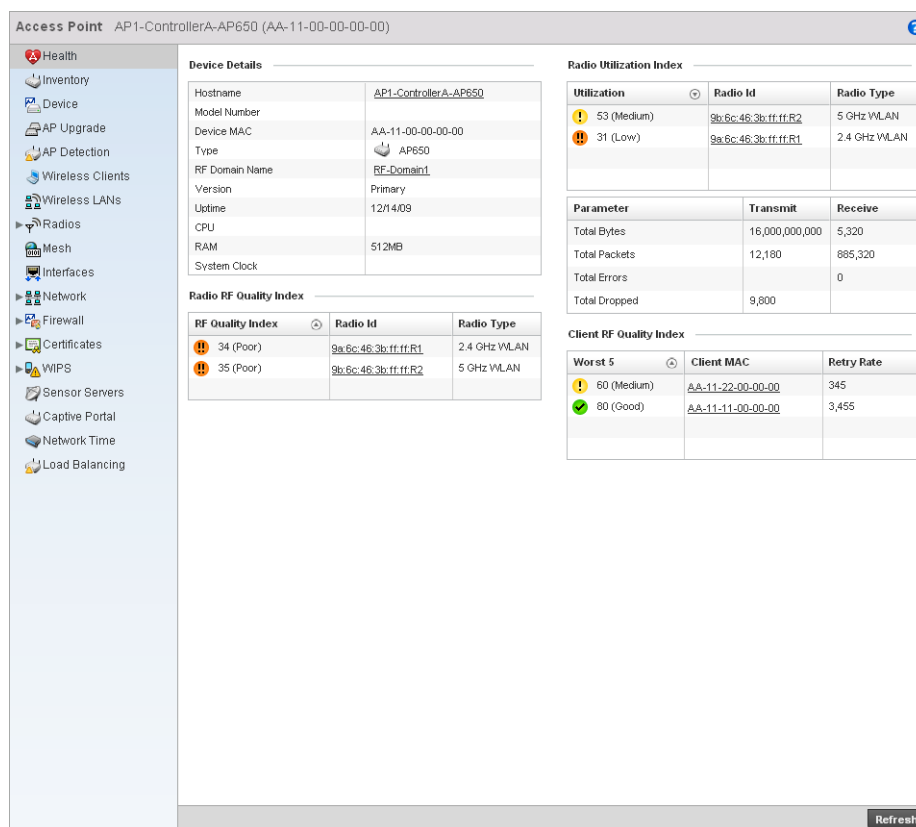 Access Point AP1-ControllerA-AP650 (AA-11-00-00-00-00)
Health
Inventory
Device
AP Upgrade
AP Detection
Wireless Clients
Wireless LANs
Radios
Mesh
Interfaces
Network
Firewall
Certificates
WIPS
Sensor Servers
Captive Portal
Network Time
Load Balancing
Device Details
Hostname AP1-ControllerA-AP650
Model Number
Device MAC AA-11-00-00-00-00
Type AP650
RF Domain Name RF-Domain1
Version Primary
Uptime 12/14/09
CPU
RAM 512MB
System Clock
Radio RF Quality Index
RF Quality Index Radio Id Radio Type
34 (Poor) 9a:6c:46:3b:ff:ff:R1 2.4 GHz WLAN
35 (Poor) 9b:6c:46:3b:ff:ff:R2 5 GHz WLAN
Radio Utilization Index
Utilization Radio Id Radio Type
53 (Medium) 9b:6c:46:3b:ff:ff:R2 5 GHz WLAN
31 (Low) 9a:6c:46:3b:ff:ff:R1 2.4 GHz WLAN
Parameter Transmit Receive
Total Bytes 16,000,000,000 5,320
Total Packets 12,180 885,320
Total Errors 0
Total Dropped 9,800
Client RF Quality Index
Worst 5 Client MAC Retry Rate
60 (Medium) AA-11-22-00-00-00 345
80 (Good) AA-11-11-00-00-00 3,455
Refresh